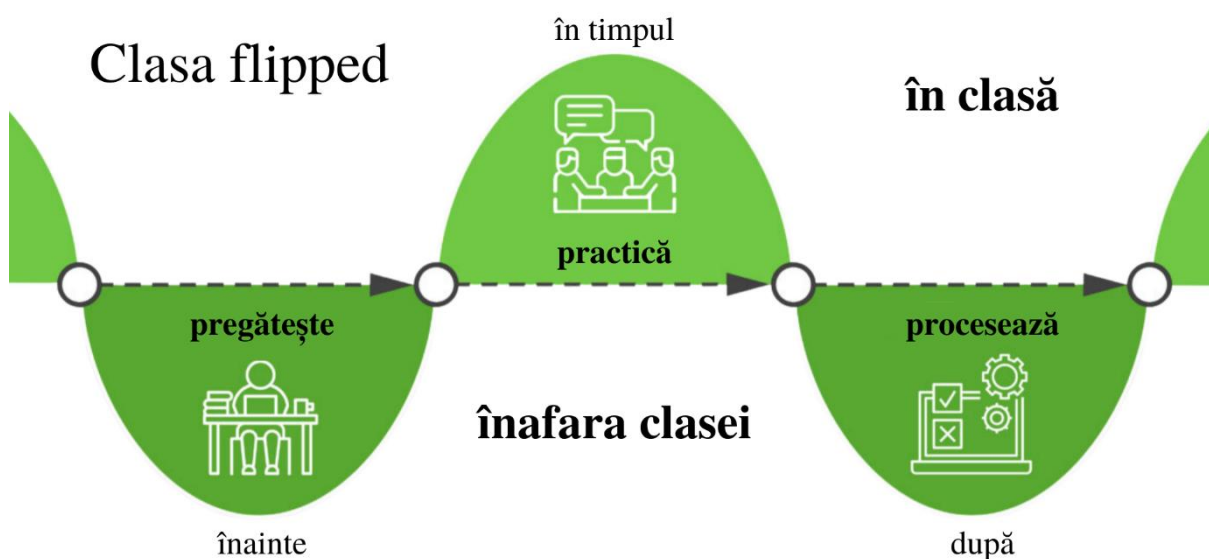 în timpul
Clasa flipped
în clasă
practică
pregătește
procesează
înafara clasei
înainte
după